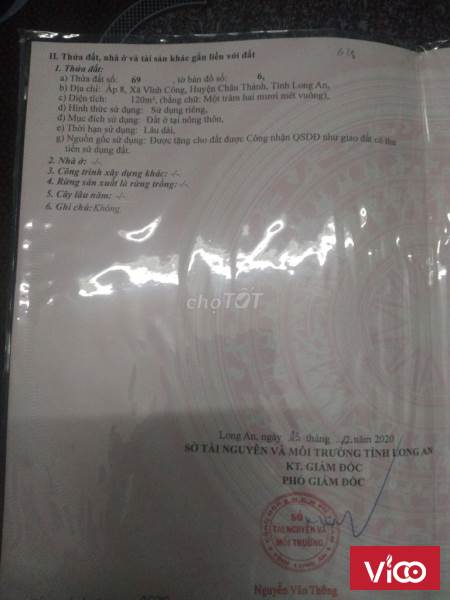 618
II. Thửa đất, nhà ở và tài sản khác gắn liền với đất
1. Thửa đất:
a) Thửa đất số: 69 , tờ bản đồ số: 6,
b) Địa chỉ: Ấp 8, Xã Vĩnh Công, Huyện Châu Thành, Tỉnh Long An,
c) Diện tích: 120m², (bằng chữ: Một trăm hai mươi mét vuông),
d) Hình thức sử dụng: Sử dụng riêng,
đ) Mục đích sử dụng: Đất ở tại nông thôn,
e) Thời hạn sử dụng: Lâu dài,
g) Nguồn gốc sử dụng: Được tặng cho đất được Công nhận QSDĐ như giao đất có thu
tiền sử dụng đất.
2. Nhà ở: -/-
3. Công trình xây dựng khác: -/-
4. Rừng sản xuất là rừng trồng: -/-
5. Cây lâu năm: -/-
6. Ghi chú: Không
chợTỐT
Long An, ngày 25 tháng 12 năm 2020
SỞ TÀI NGUYÊN VÀ MÔI TRƯỜNG TỈNH LONG AN
KT. GIÁM ĐỐC
PHÓ GIÁM ĐỐC
SỞ
TÀI NGUYÊN VÀ
MÔI TRƯỜNG
Nguyễn Văn Thông
vico